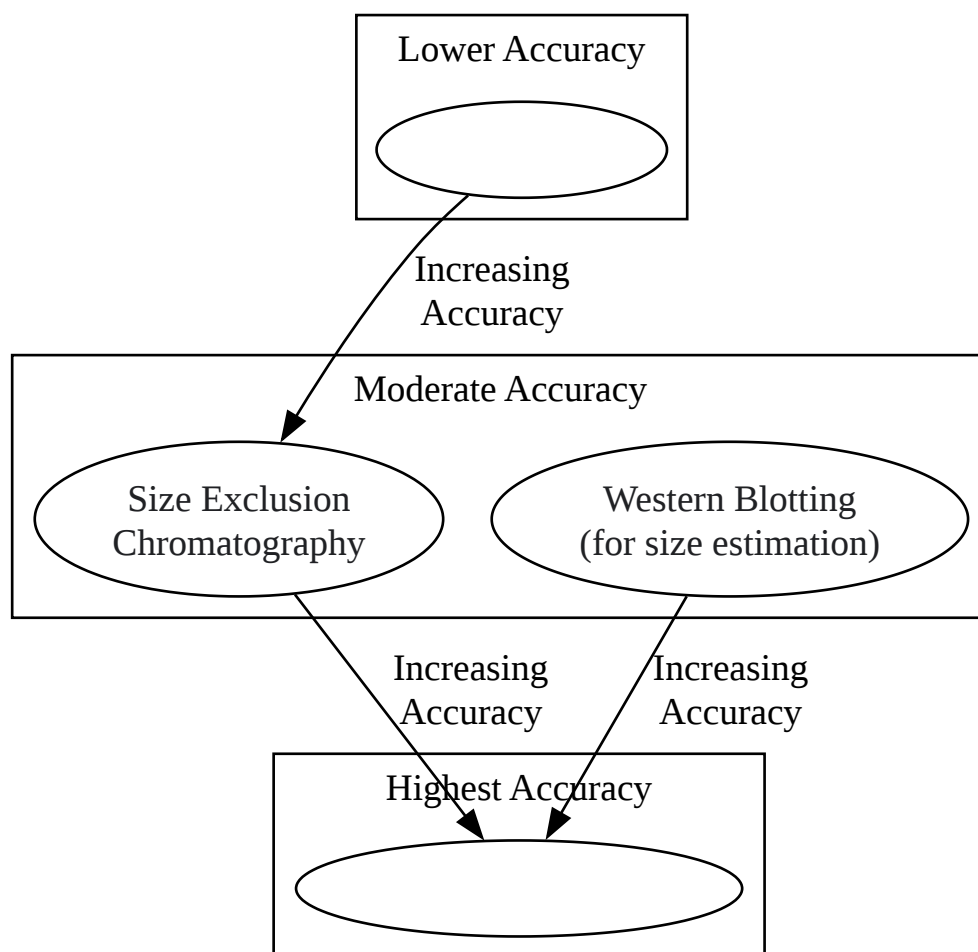 Lower Accuracy
Increasing
Accuracy
Moderate Accuracy
Size Exclusion
Chromatography
Western Blotting
(for size estimation)
Increasing
Accuracy
Increasing
Accuracy
Highest Accuracy